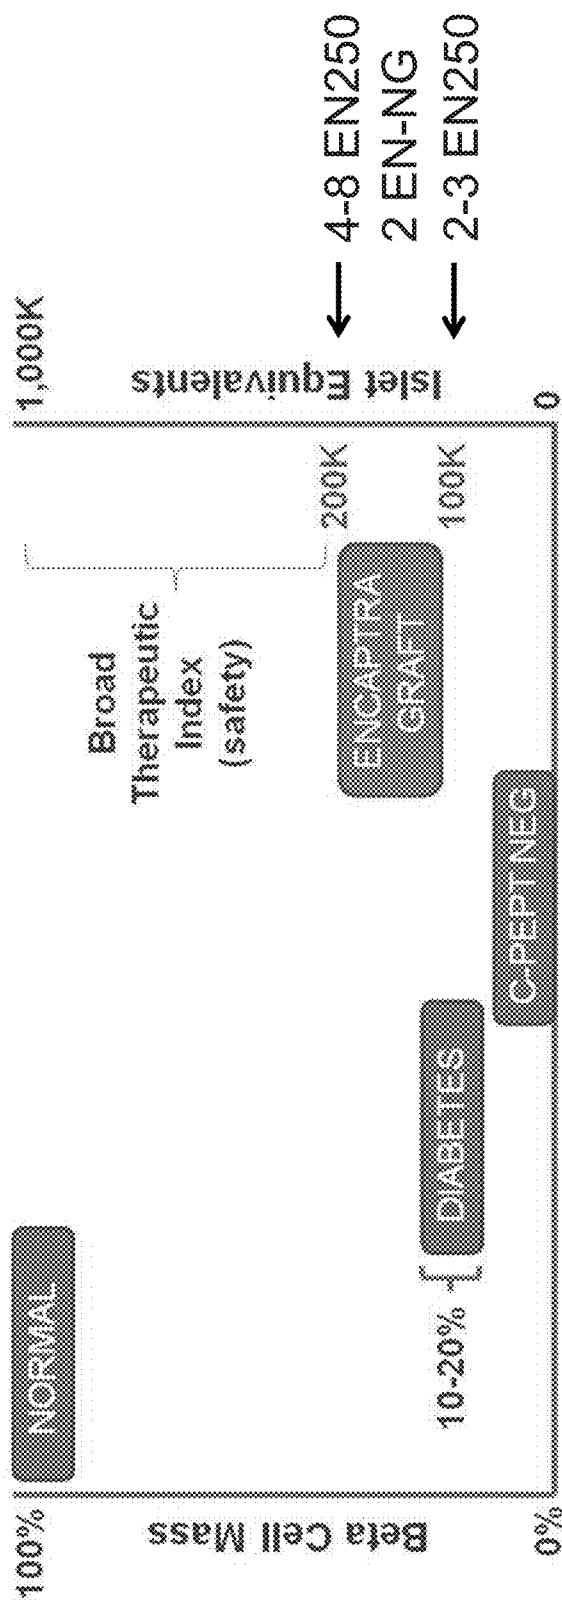 100%
Beta Cell Mass
0%
NORMAL
10-20%
DIABETES
C-PEPT NEG
Broad
Therapeutic
Index
(safety)
ENCAPTRA
GRAFT
200K
100K
1,000K
Islet Equivalents
0
4-8 EN250
2 EN-NG
2-3 EN250